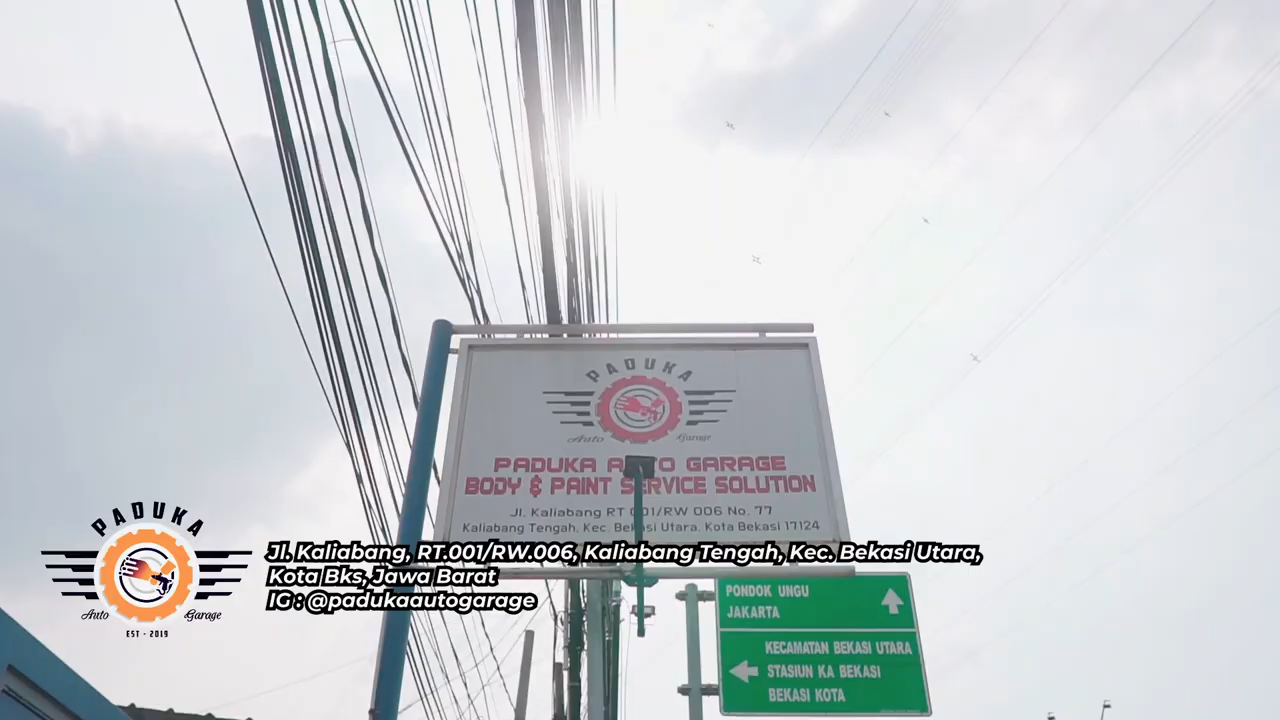 PADUKA
Auto Garage
PADUKA AUTO GARAGE
BODY & PAINT SERVICE SOLUTION
Jl. Kaliabang RT 001/RW 006 No. 77
Kaliabang Tengah, Kec. Bekasi Utara. Kota Bekasi 17124
PADUKA
Auto Garage
EST - 2019
Jl. Kaliabang, RT.001/RW.006, Kaliabang Tengah, Kec. Bekasi Utara,
Kota Bks, Jawa Barat
IG : @padukaautogarage
PONDOK UNGU
JAKARTA
KECAMATAN BEKASI UTARA
STASIUN KA BEKASI
BEKASI KOTA